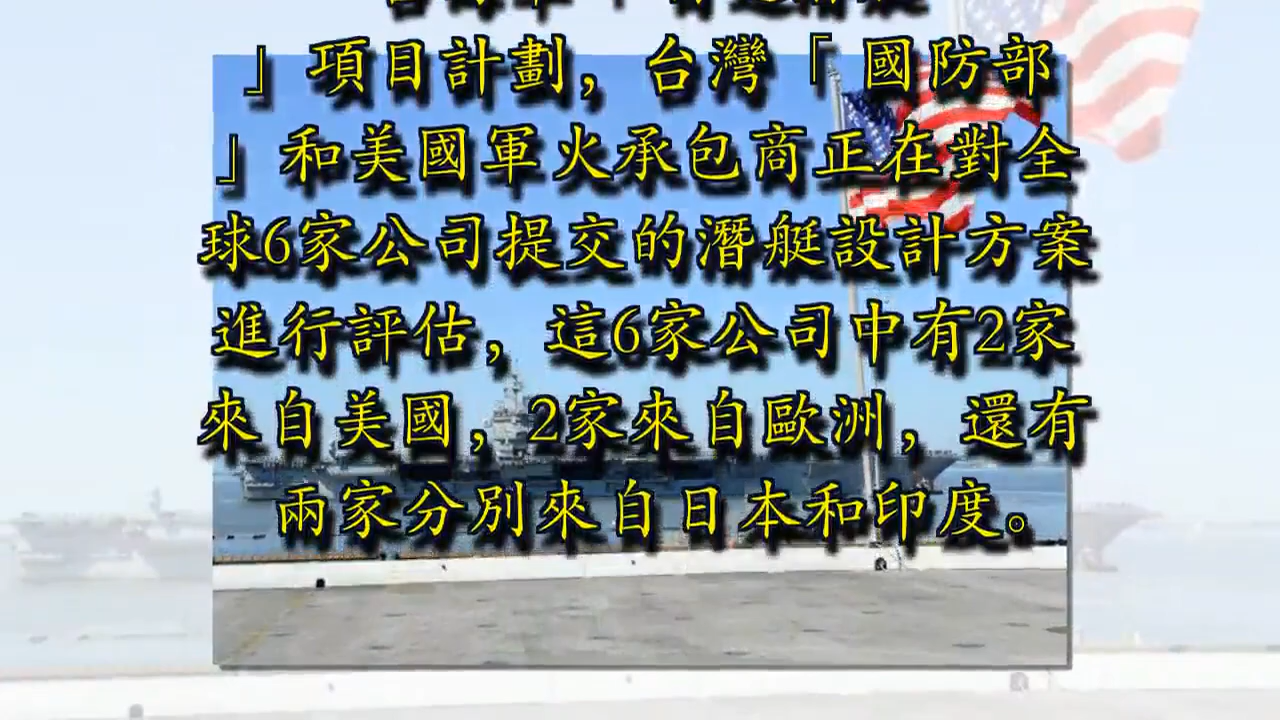 」項目計劃，台灣「國防部
」和美國軍火承包商正在對全
球6家公司提交的潛艇設計方案
進行評估，這6家公司中有2家
來自美國，2家來自歐洲，還有
兩家分別來自日本和印度。